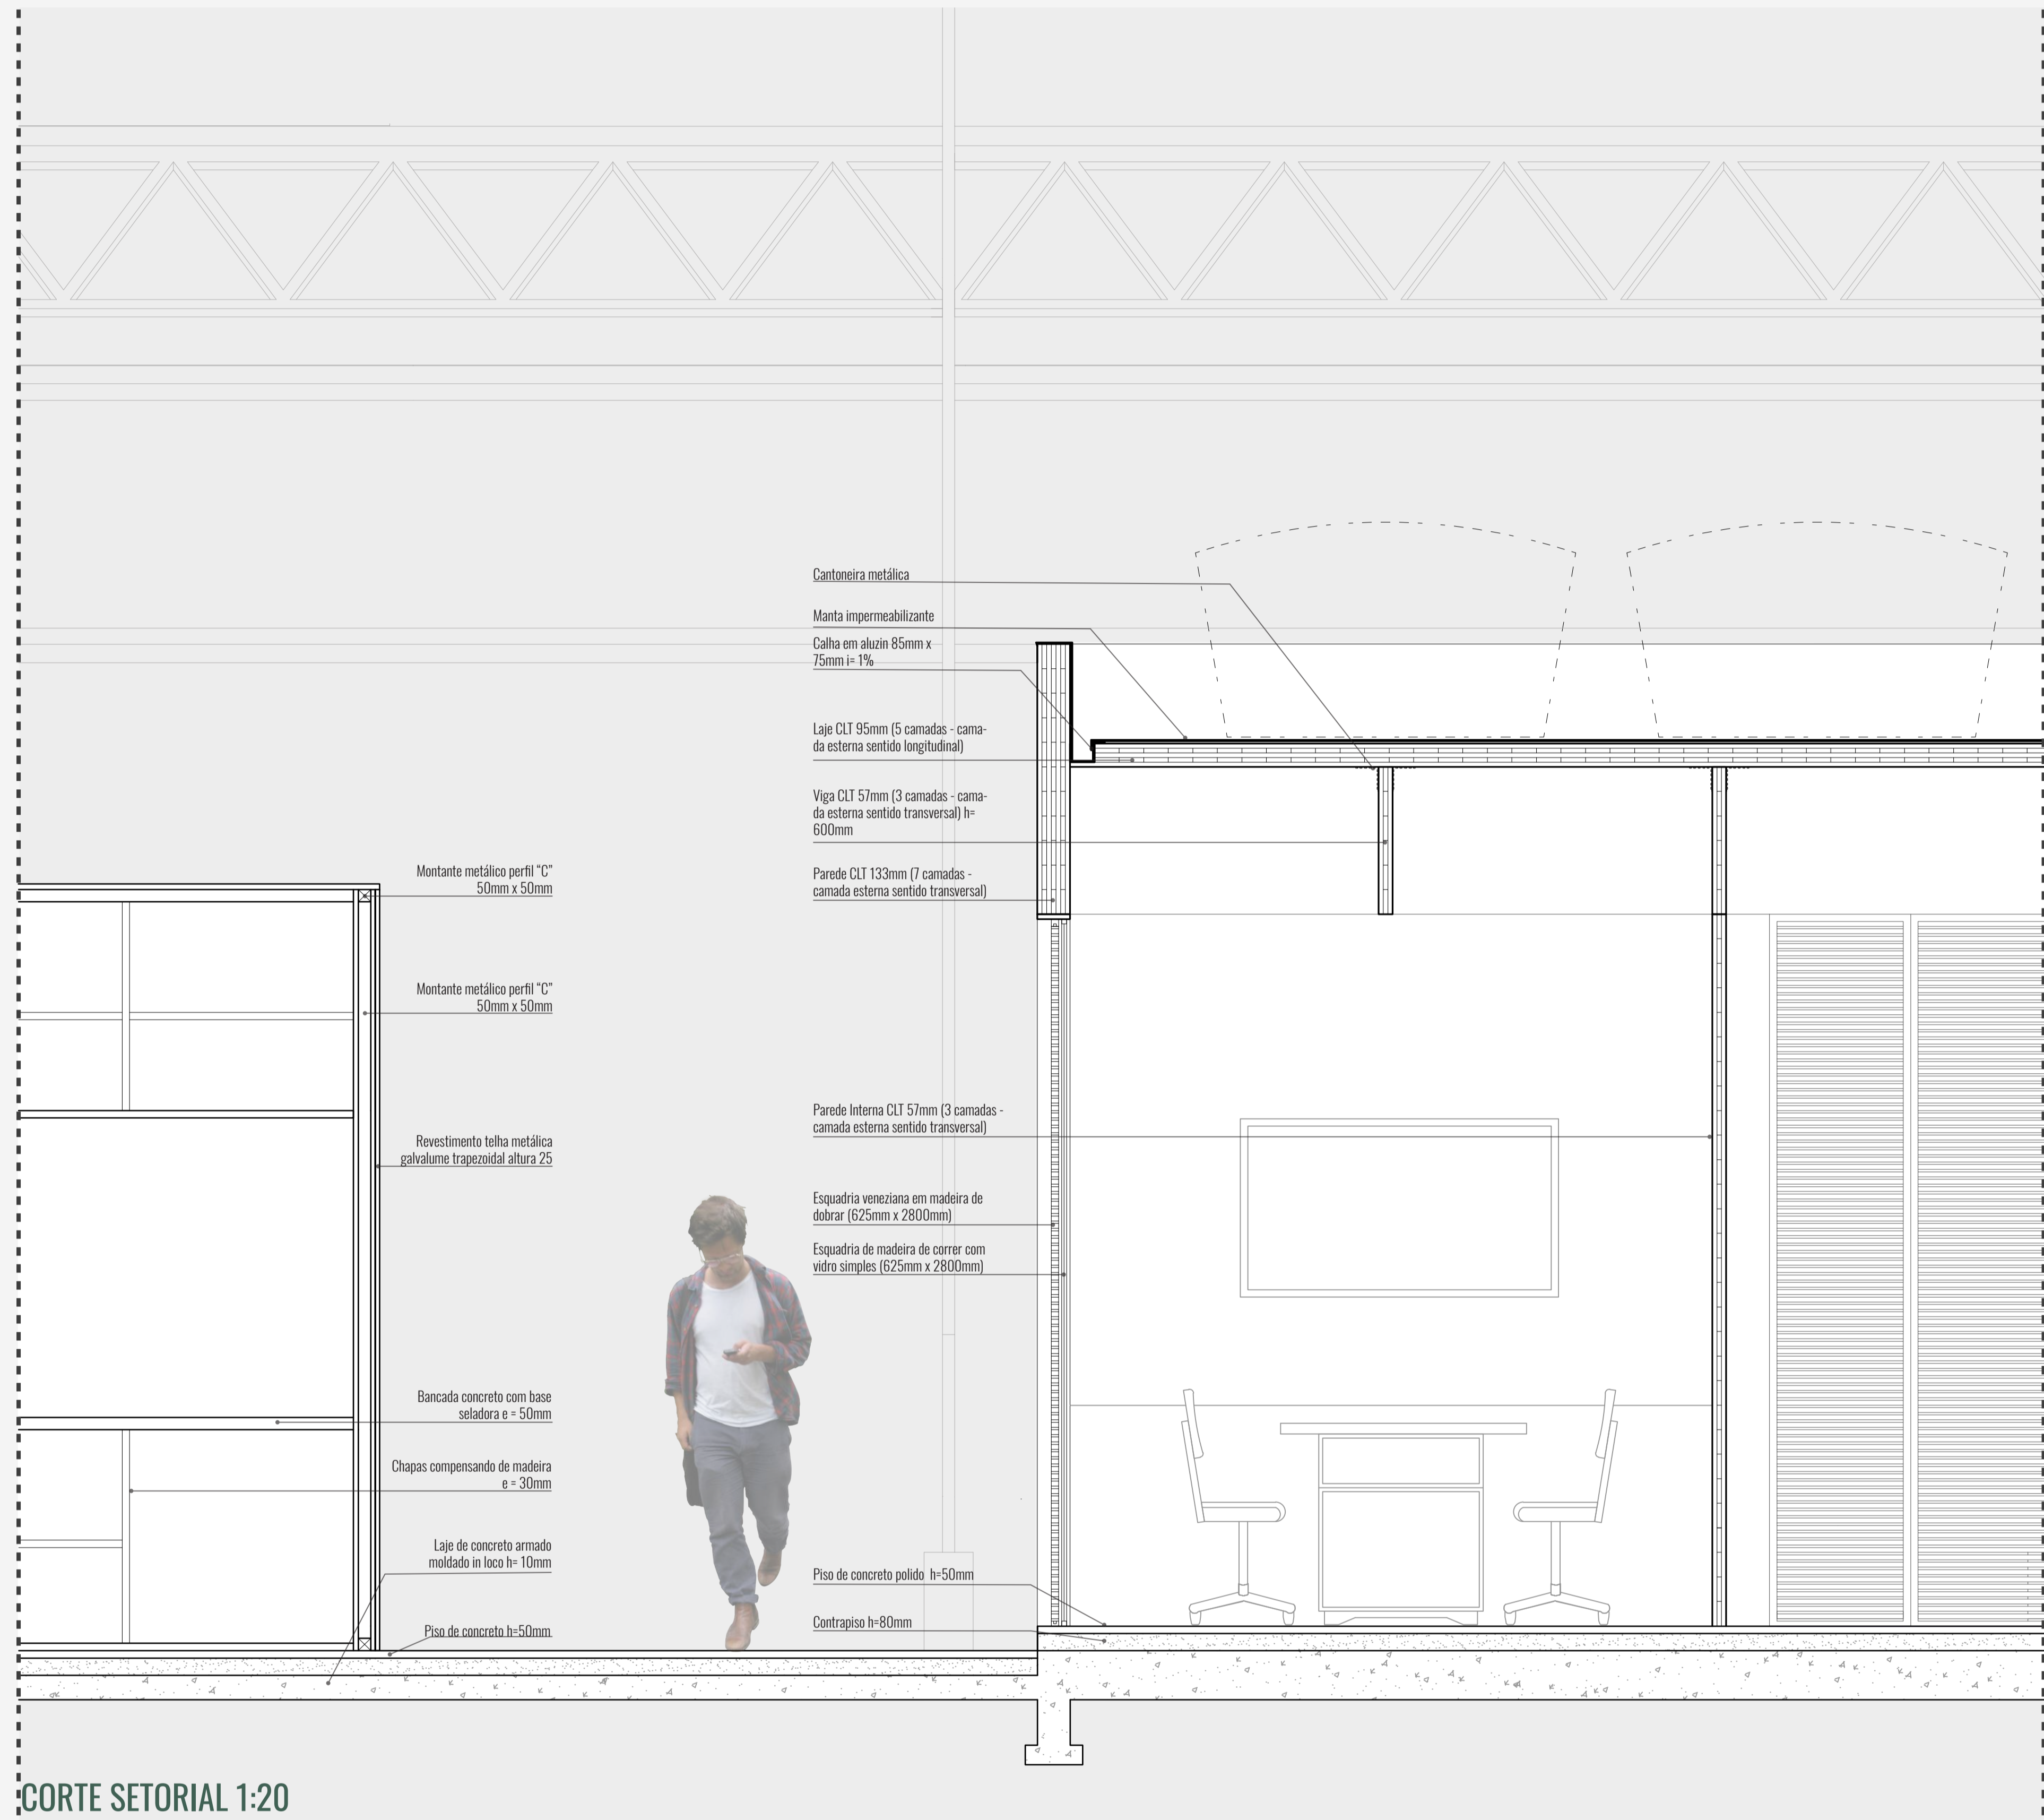 Cantoneira metálica
Manta impermeabilizante
Calha em aluzin 85mm x
75mm i= 1%
Laje CLT 95mm (5 camadas - cama-
da esterna sentido longitudinal)
Viga CLT 57mm (3 camadas - cama-
da esterna sentido transversal) h=
600mm
Parede CLT 133mm (7 camadas -
camada esterna sentido transversal)
Montante metálico perfil “C”
50mm x 50mm
Montante metálico perfil “C”
50mm x 50mm
Revestimento telha metálica
galvalume trapezoidal altura 25
Parede Interna CLT 57mm (3 camadas -
camada esterna sentido transversal)
Esquadria veneziana em madeira de
dobrar (625mm x 2800mm)
Esquadria de madeira de correr com
vidro simples (625mm x 2800mm)
Bancada concreto com base
seladora e = 50mm
Chapas compensando de madeira
e = 30mm
Laje de concreto armado
moldado in loco h= 10mm
Piso de concreto h=50mm
Piso de concreto polido h=50mm
Contrapiso h=80mm
CORTE SETORIAL 1:20